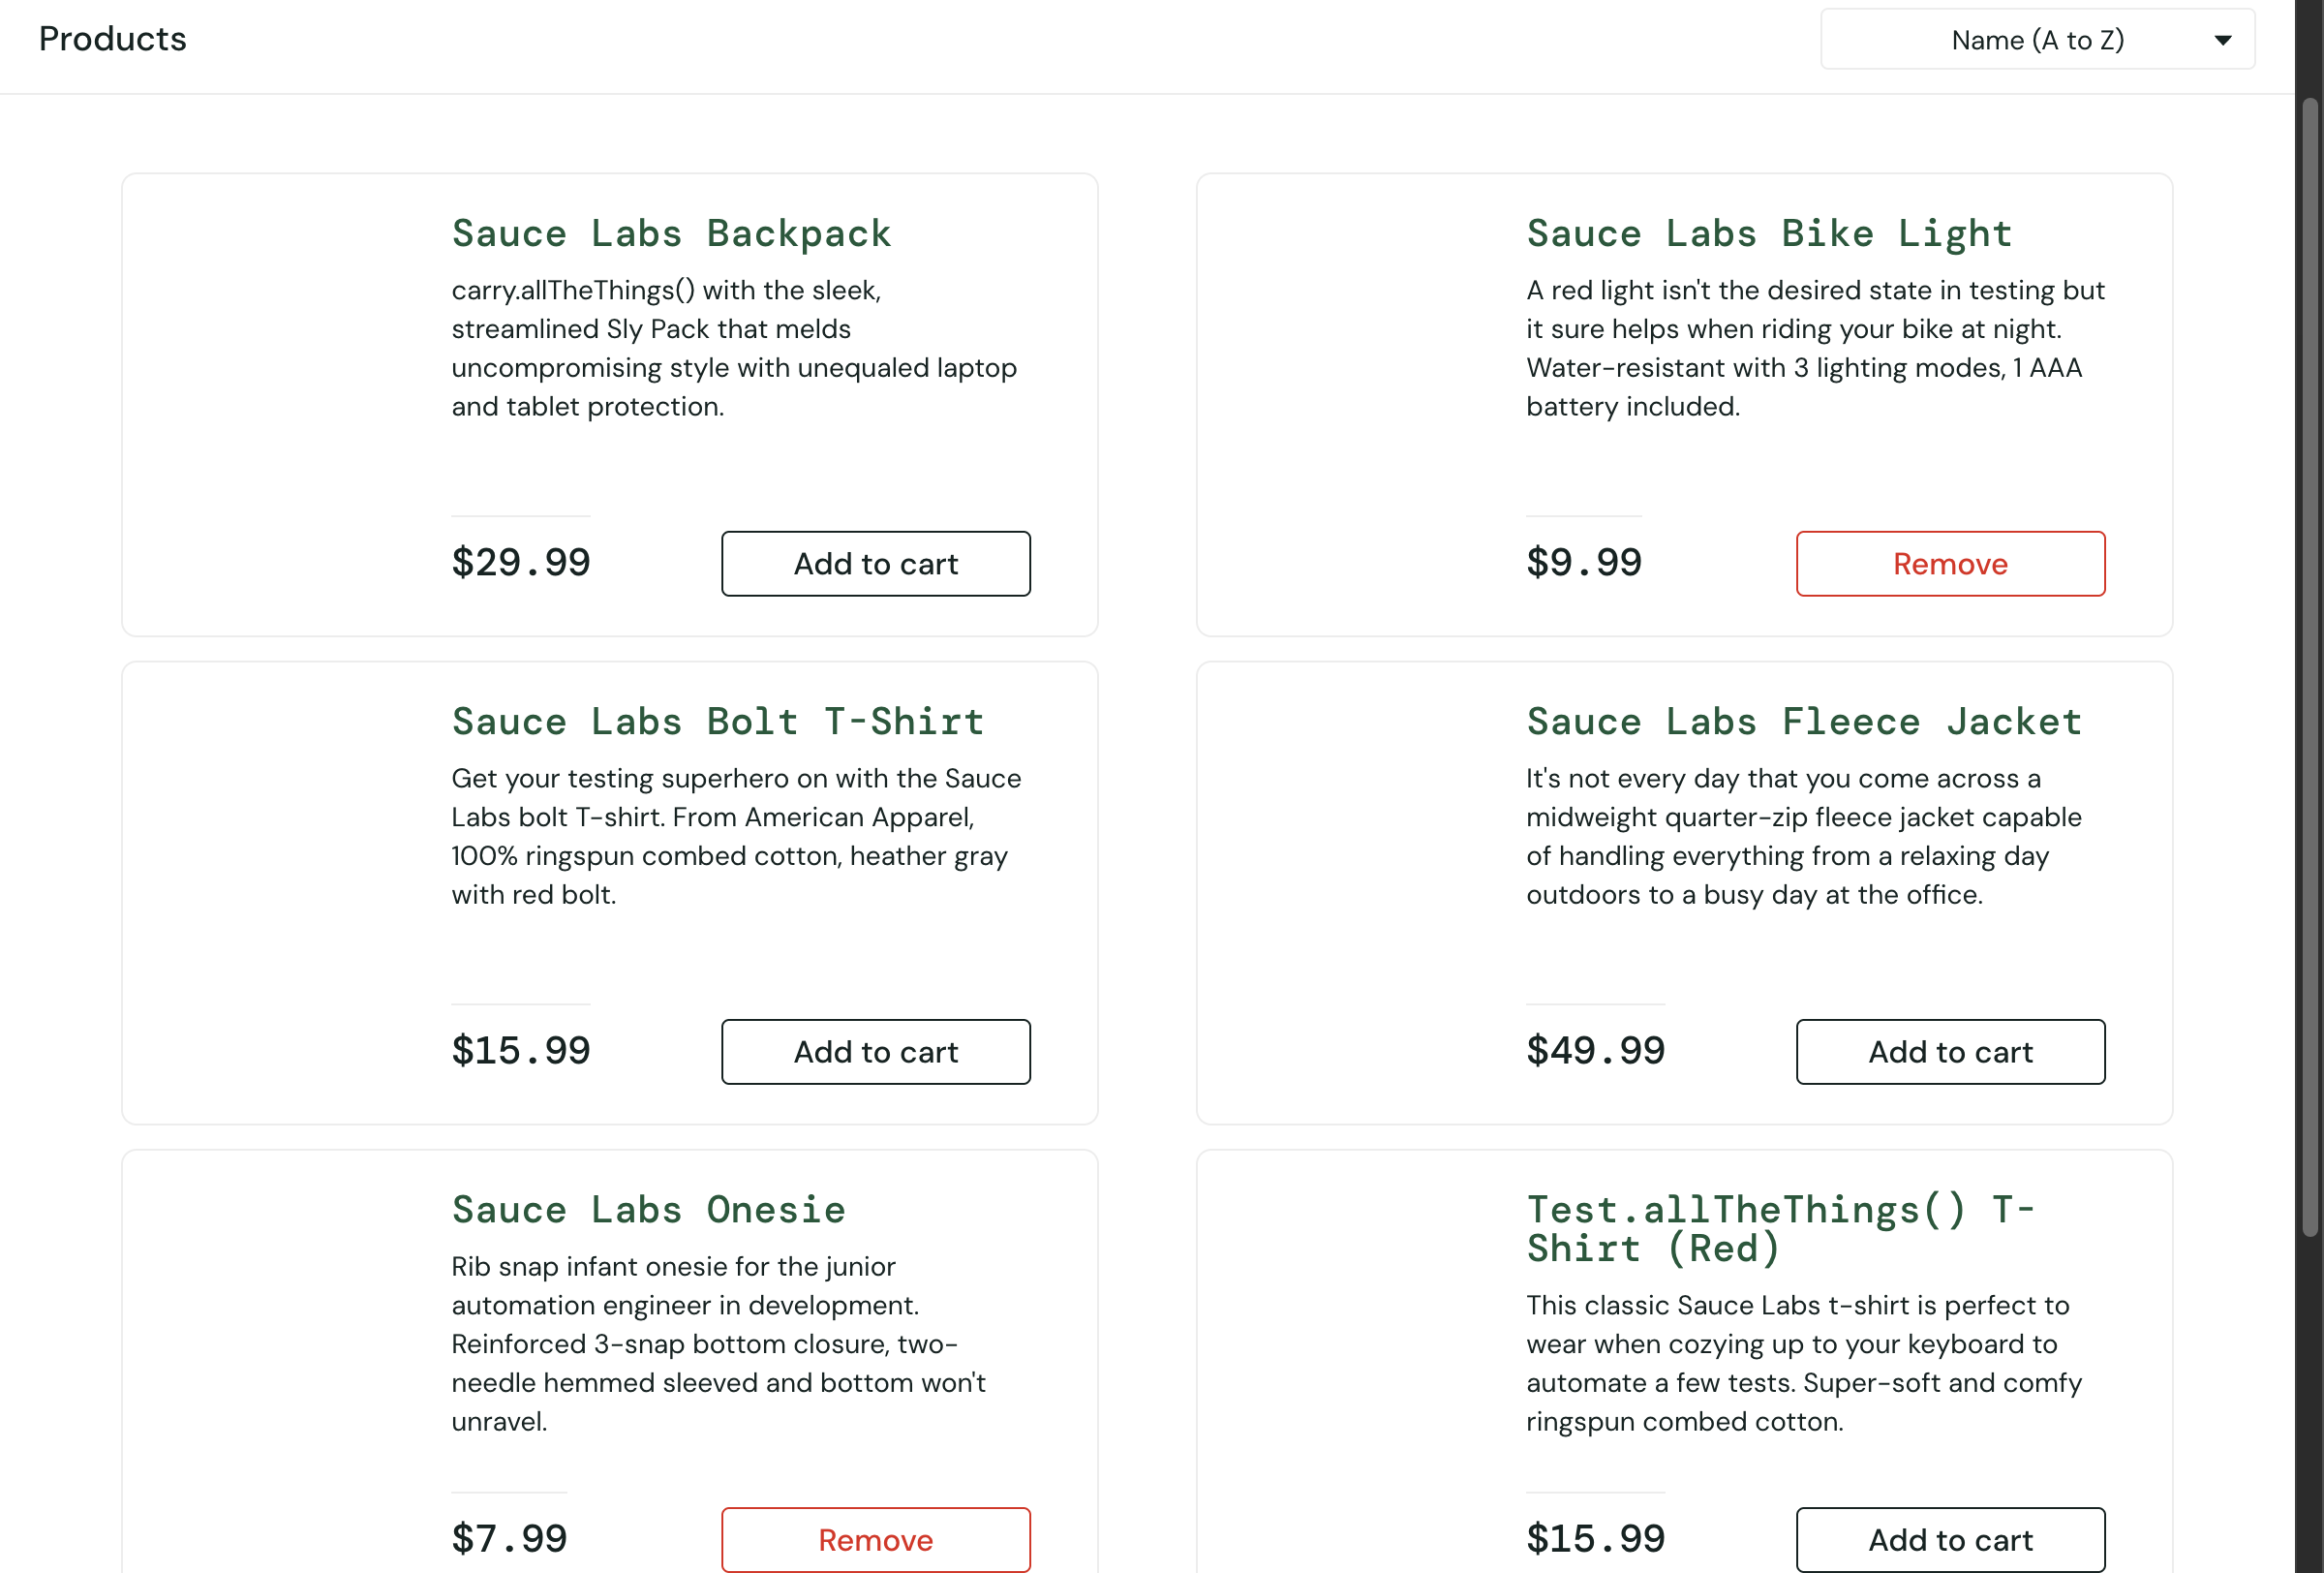 Products
Name (A to Z)
Sauce Labs Backpack
carry.allTheThings() with the sleek,
streamlined Sly Pack that melds
uncompromising style with unequaled laptop
and tablet protection.
$29.99
Add to cart
Sauce Labs Bike Light
A red light isn't the desired state in testing but
it sure helps when riding your bike at night.
Water-resistant with 3 lighting modes, 1 AAA
battery included.
$9.99
Remove
Sauce Labs Bolt T-Shirt
Get your testing superhero on with the Sauce
Labs bolt T-shirt. From American Apparel,
100% ringspun combed cotton, heather gray
with red bolt.
$15.99
Add to cart
Sauce Labs Fleece Jacket
It's not every day that you come across a
midweight quarter-zip fleece jacket capable
of handling everything from a relaxing day
outdoors to a busy day at the office.
$49.99
Add to cart
Sauce Labs Onesie
Rib snap infant onesie for the junior
automation engineer in development.
Reinforced 3-snap bottom closure, two-
needle hemmed sleeved and bottom won't
unravel.
$7.99
Remove
Test.allTheThings() T-
Shirt (Red)
This classic Sauce Labs t-shirt is perfect to
wear when cozying up to your keyboard to
automate a few tests. Super-soft and comfy
ringspun combed cotton.
$15.99
Add to cart